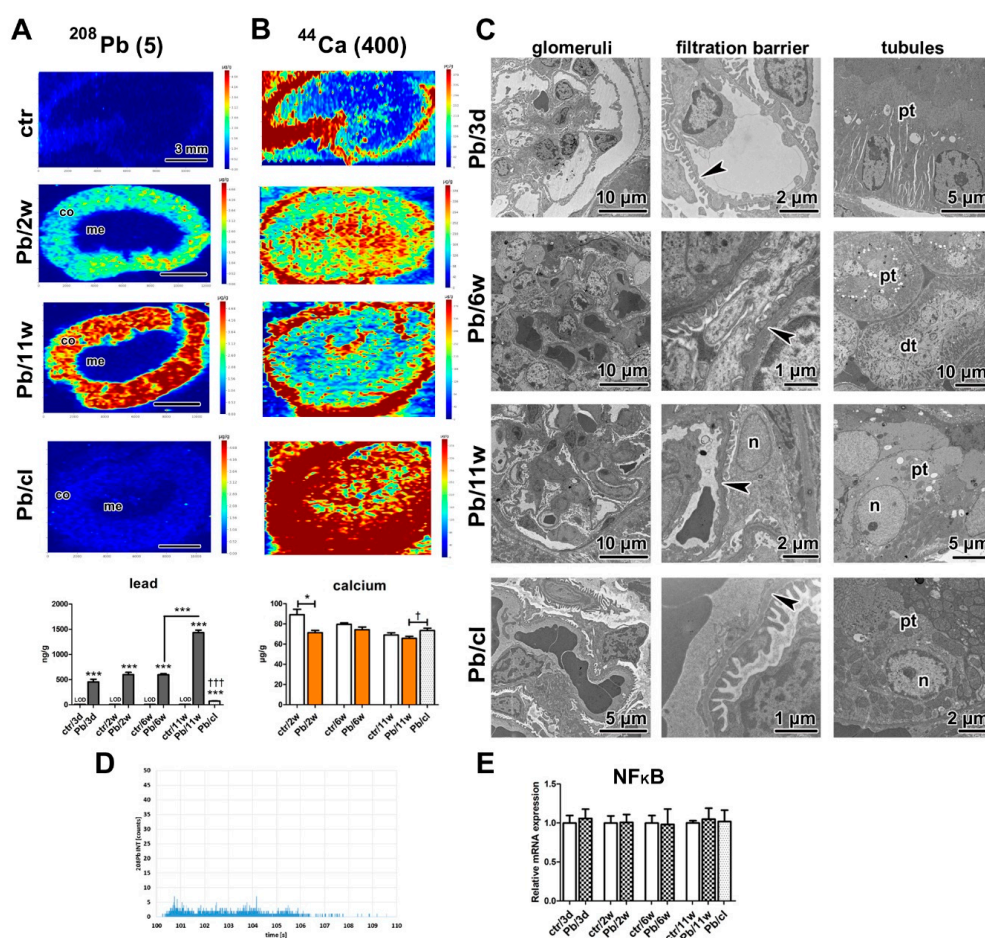 A
208Pb (5)
B
44Ca (400)
C
glomeruli
filtration barrier
tubules
ctr
3 mm
Pb/2w
co
me
Pb/11w
co
me
Pb/cl
co
me
µg/g
µg/g
Pb/3d
10 µm
2 µm
pt
5 µm
Pb/6w
10 µm
1 µm
pt
dt
10 µm
Pb/11w
10 µm
n
2 µm
pt
n
5 µm
Pb/cl
5 µm
1 µm
pt
n
2 µm
lead
ng/g
2000
1500
1000
500
0
***
***
***
***
***
†††
***
LOD
LOD
LOD
LOD
ctr/3d
Pb/3d
ctr/2w
Pb/2w
ctr/6w
Pb/6w
ctr/11w
Pb/11w
Pb/cl
calcium
µg/g
100
80
60
40
20
0
*
†
ctr/2w
Pb/2w
ctr/6w
Pb/6w
ctr/11w
Pb/11w
Pb/cl
D
208Pb INT [counts]
50
45
40
35
30
25
20
15
10
5
0
100 101 102 103 104 105 106 107 108 109 110
time [s]
E
NFκB
Relative mRNA expression
1.5
1.0
0.5
0.0
ctr/3d
Pb/3d
ctr/2w
Pb/2w
ctr/6w
Pb/6w
ctr/11w
Pb/11w
Pb/cl